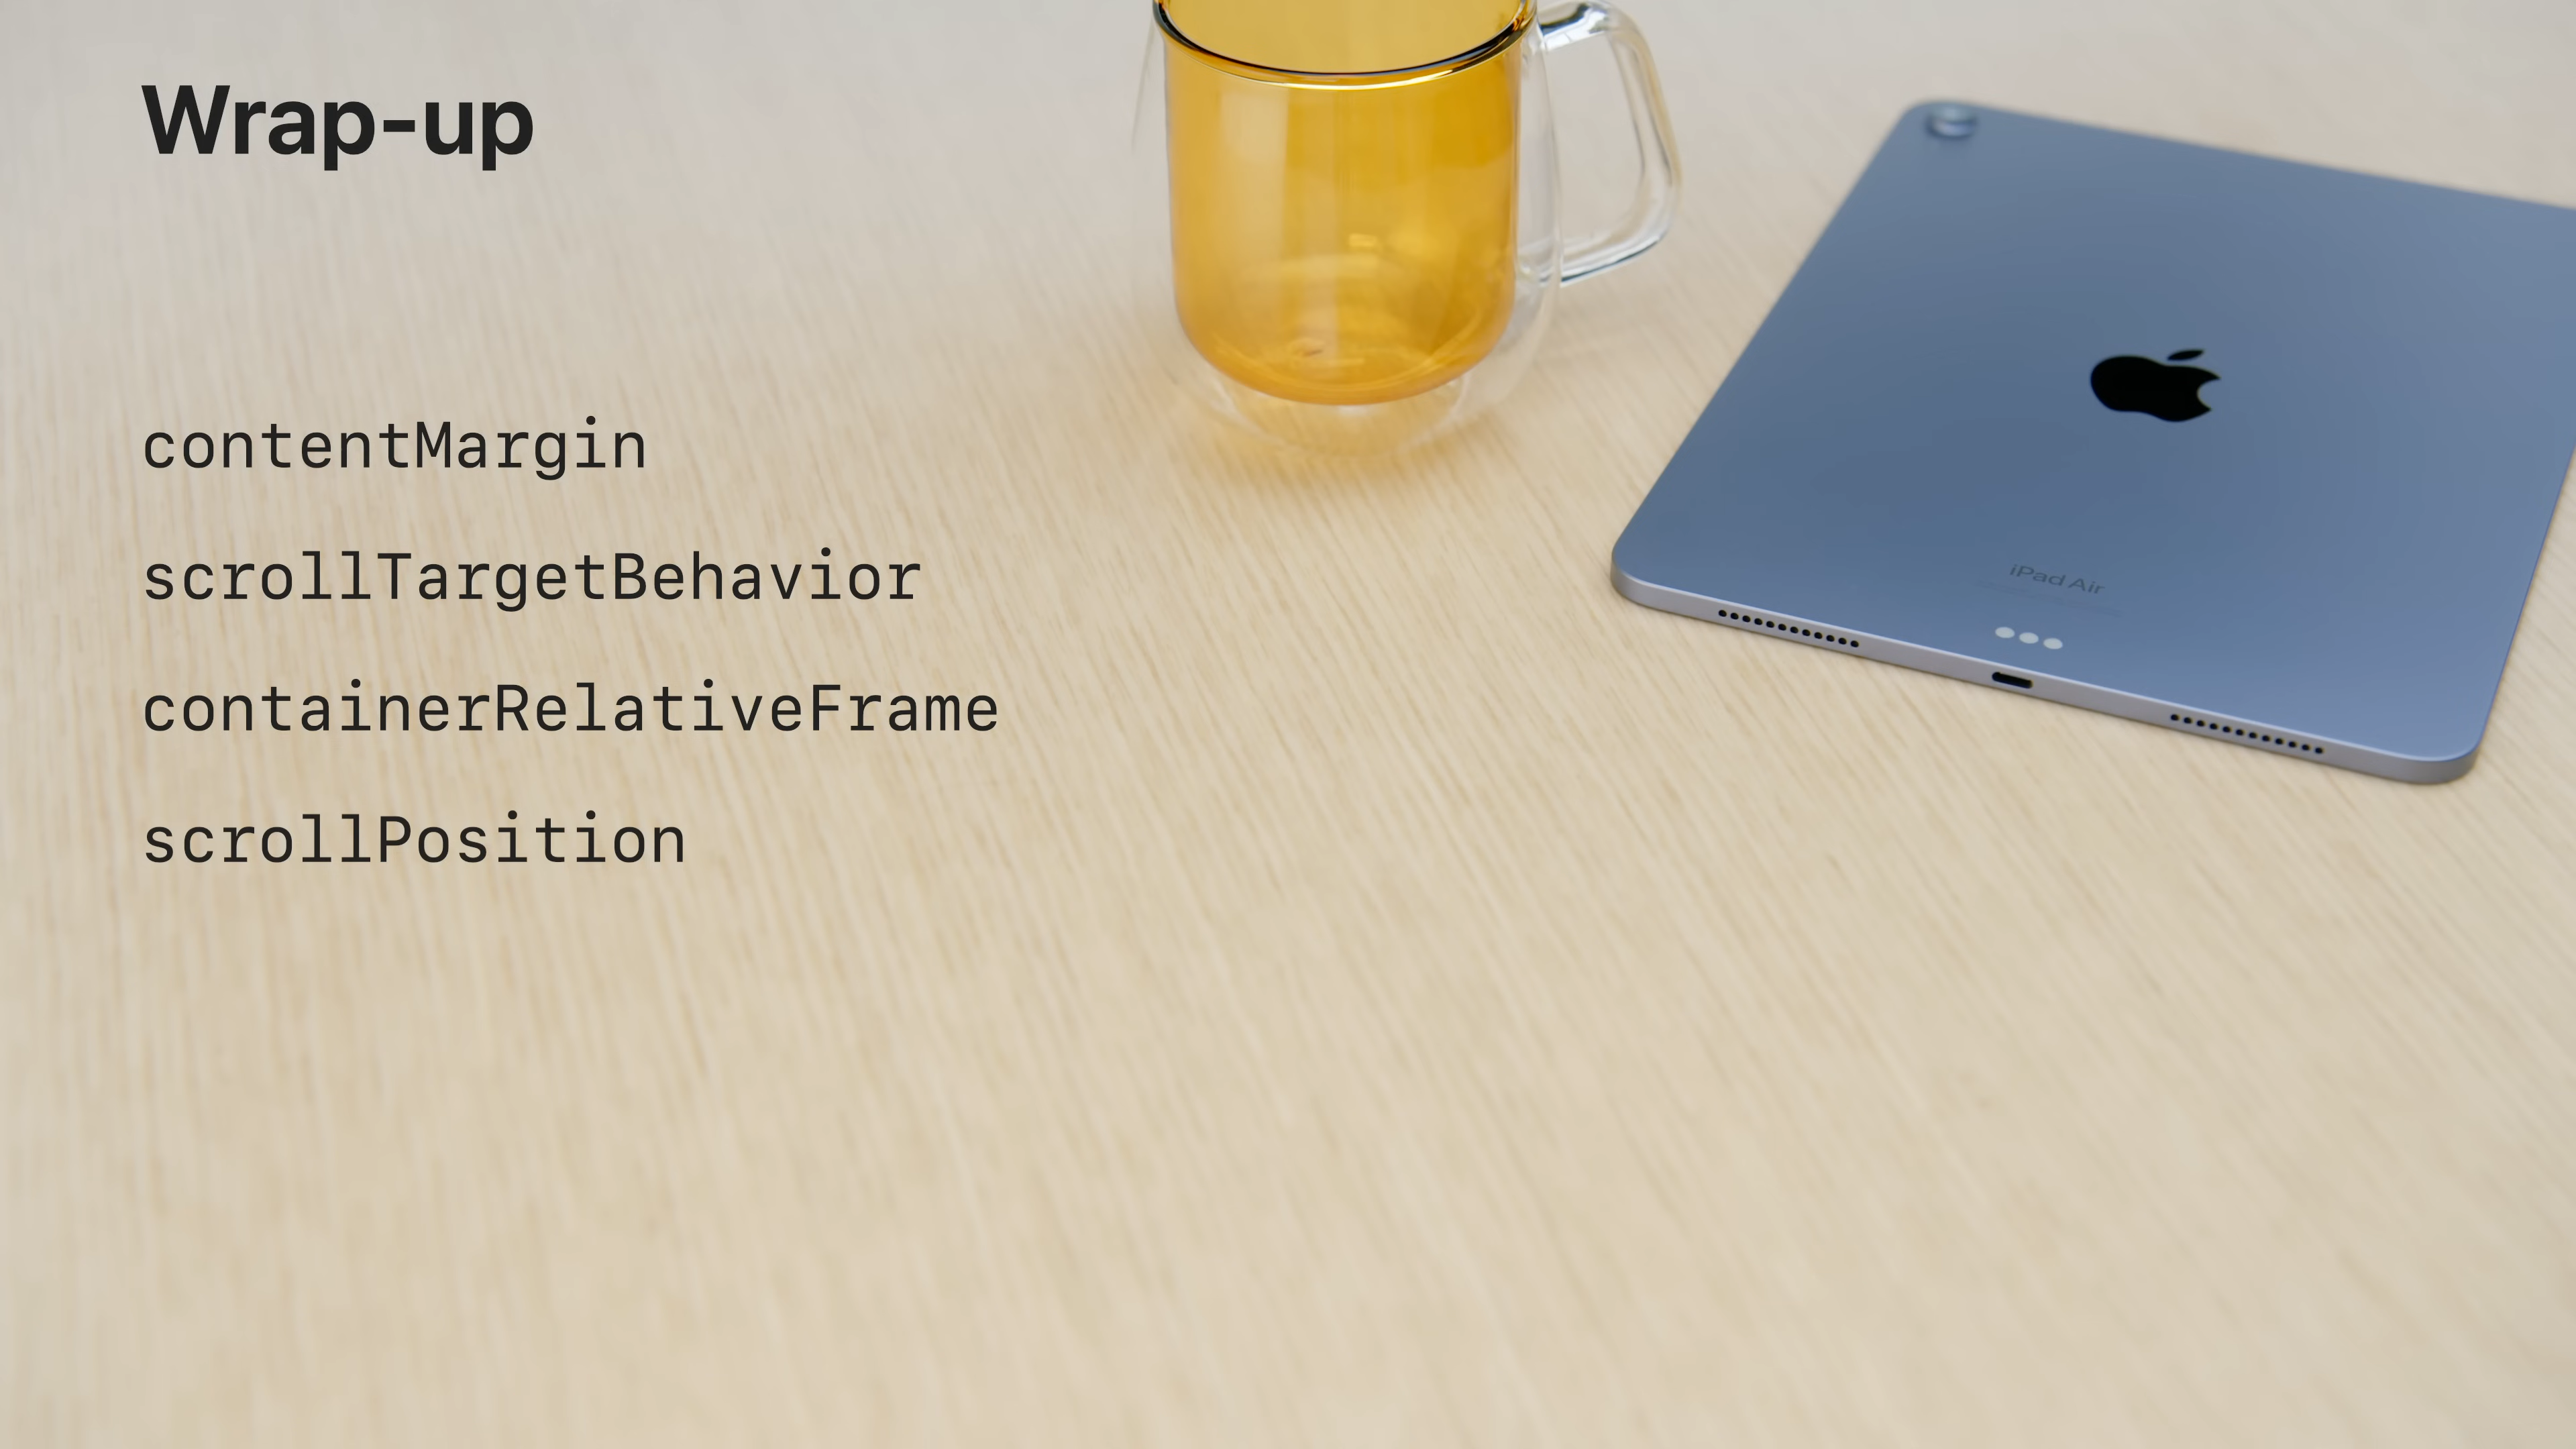 Wrap-up
contentMargin
scrollTargetBehavior
containerRelativeFrame
scrollPosition
iPad Air